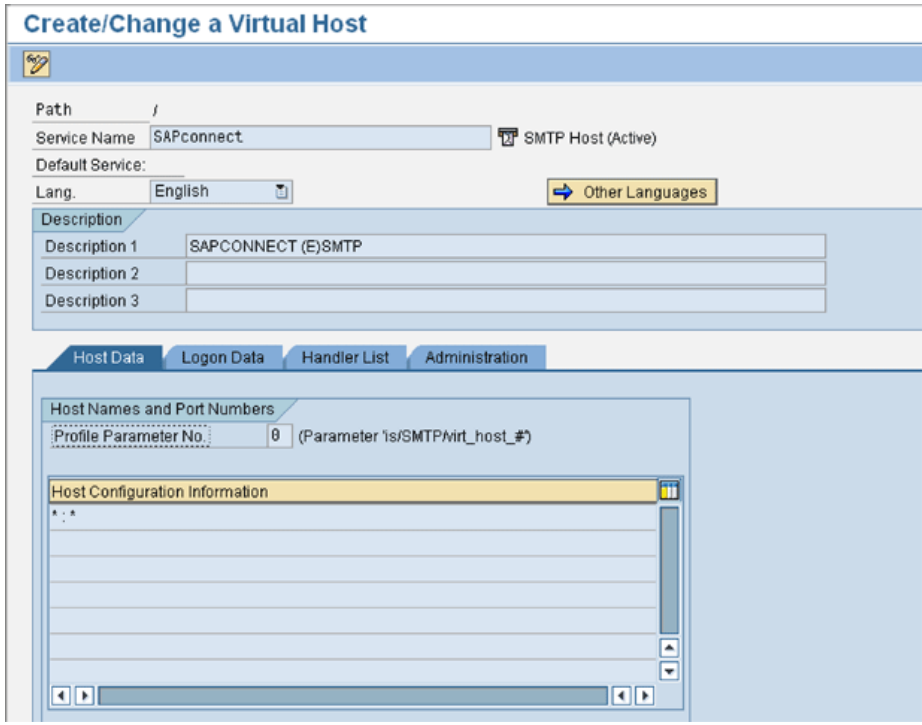 Create/Change a Virtual Host
Path /
Service Name SAPconnect SMTP Host (Active)
Default Service:
Lang. English Other Languages
Description
Description 1 SAPCONNECT (E)SMTP
Description 2
Description 3
Host Data Logon Data Handler List Administration
Host Names and Port Numbers
Profile Parameter No. 0 (Parameter 'is/SMTP/virt_host_#')
Host Configuration Information
* : *